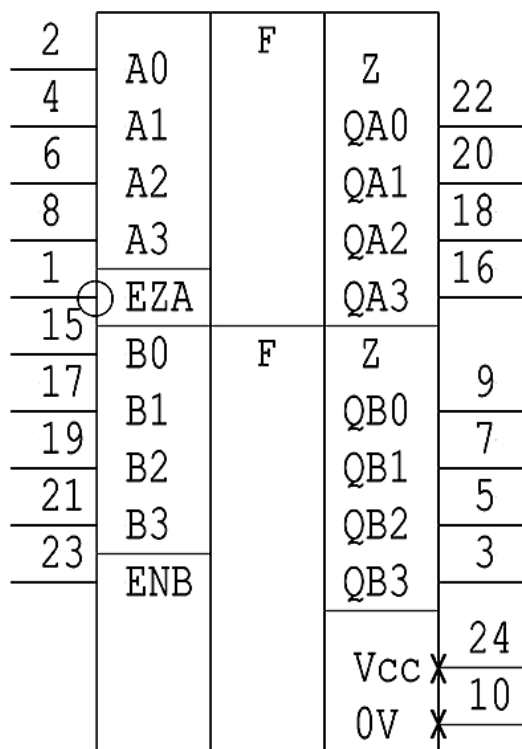 2 F
A0 Z
4 22
A1 QA0
6 20
A2 QA1
8 18
A3 QA2
1 16
EZA QA3
15
B0 F Z
17 9
B1 QB0
19 7
B2 QB1
21 5
B3 QB2
23 3
ENB QB3
24
Vcc
10
0V